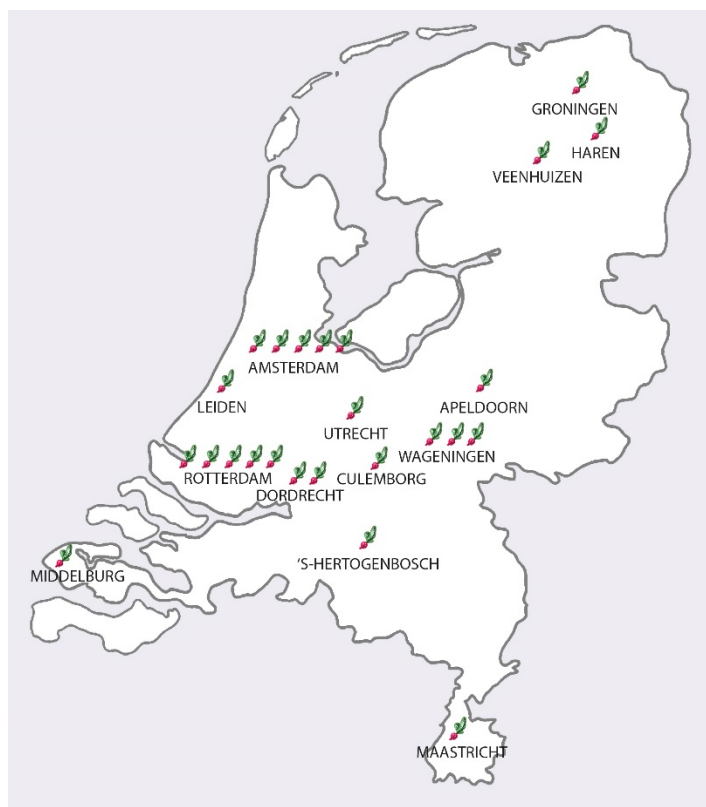 GRONINGEN
HAREN
VEENHUIZEN
AMSTERDAM
LEIDEN
APELDOORN
UTRECHT
WAGENINGEN
ROTTERDAM
CULEMBORG
DORDRECHT
'S-HERTOGENBOSCH
MIDDELBURG
MAASTRICHT